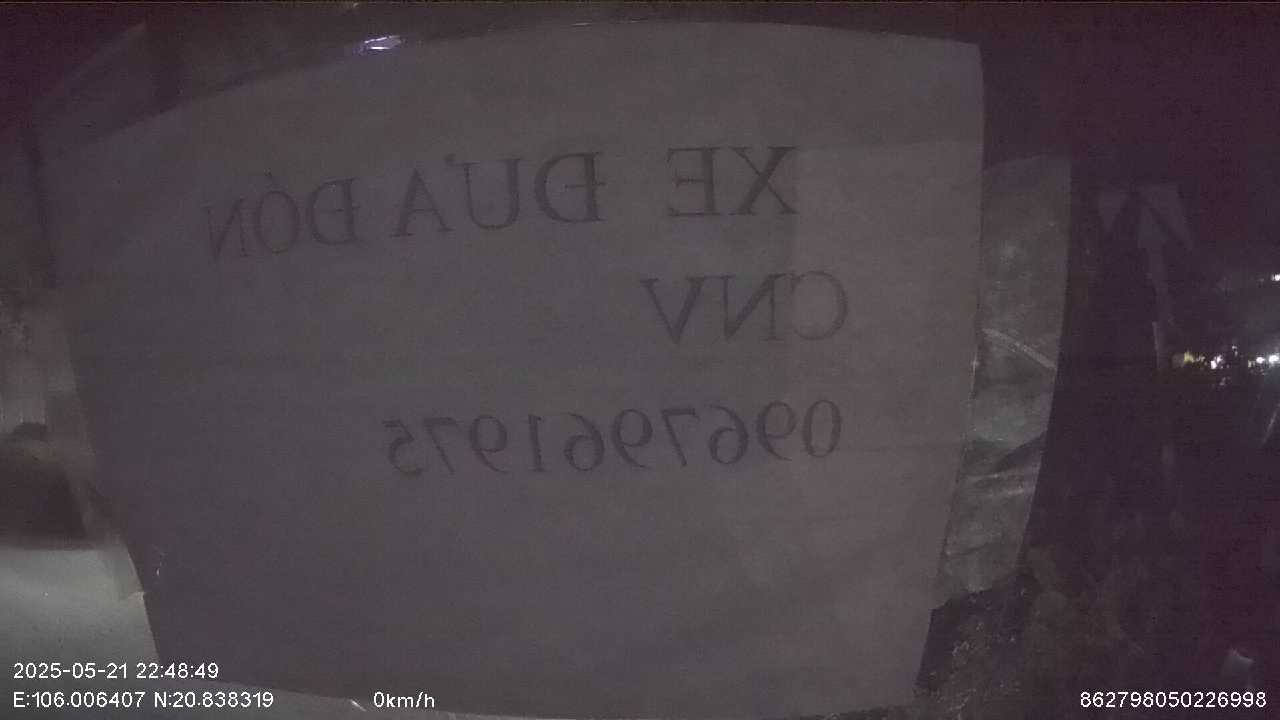 XE ĐƯA ĐÓN
CNV
0967961975
2025-05-21 22:48:49
E:106.006407 N:20.838319 0km/h 862798050226998